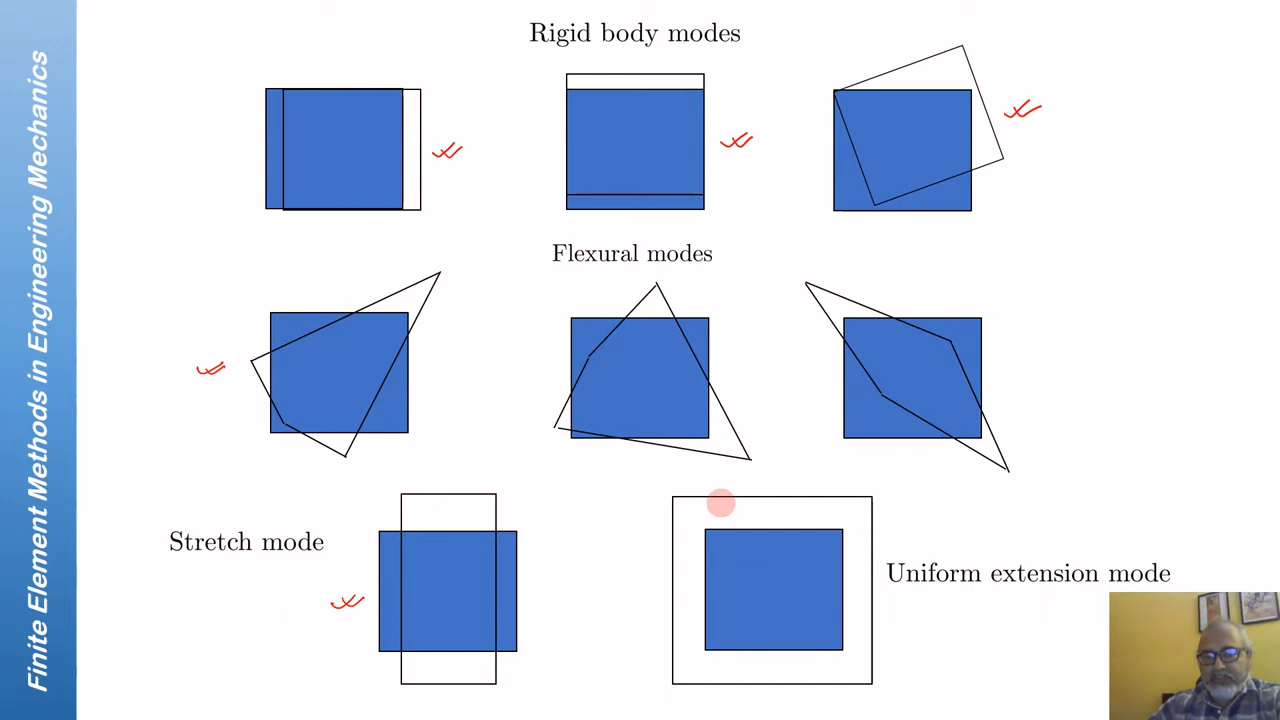 Finite Element Methods in Engineering Mechanics
Rigid body modes
Flexural modes
Stretch mode
Uniform extension mode